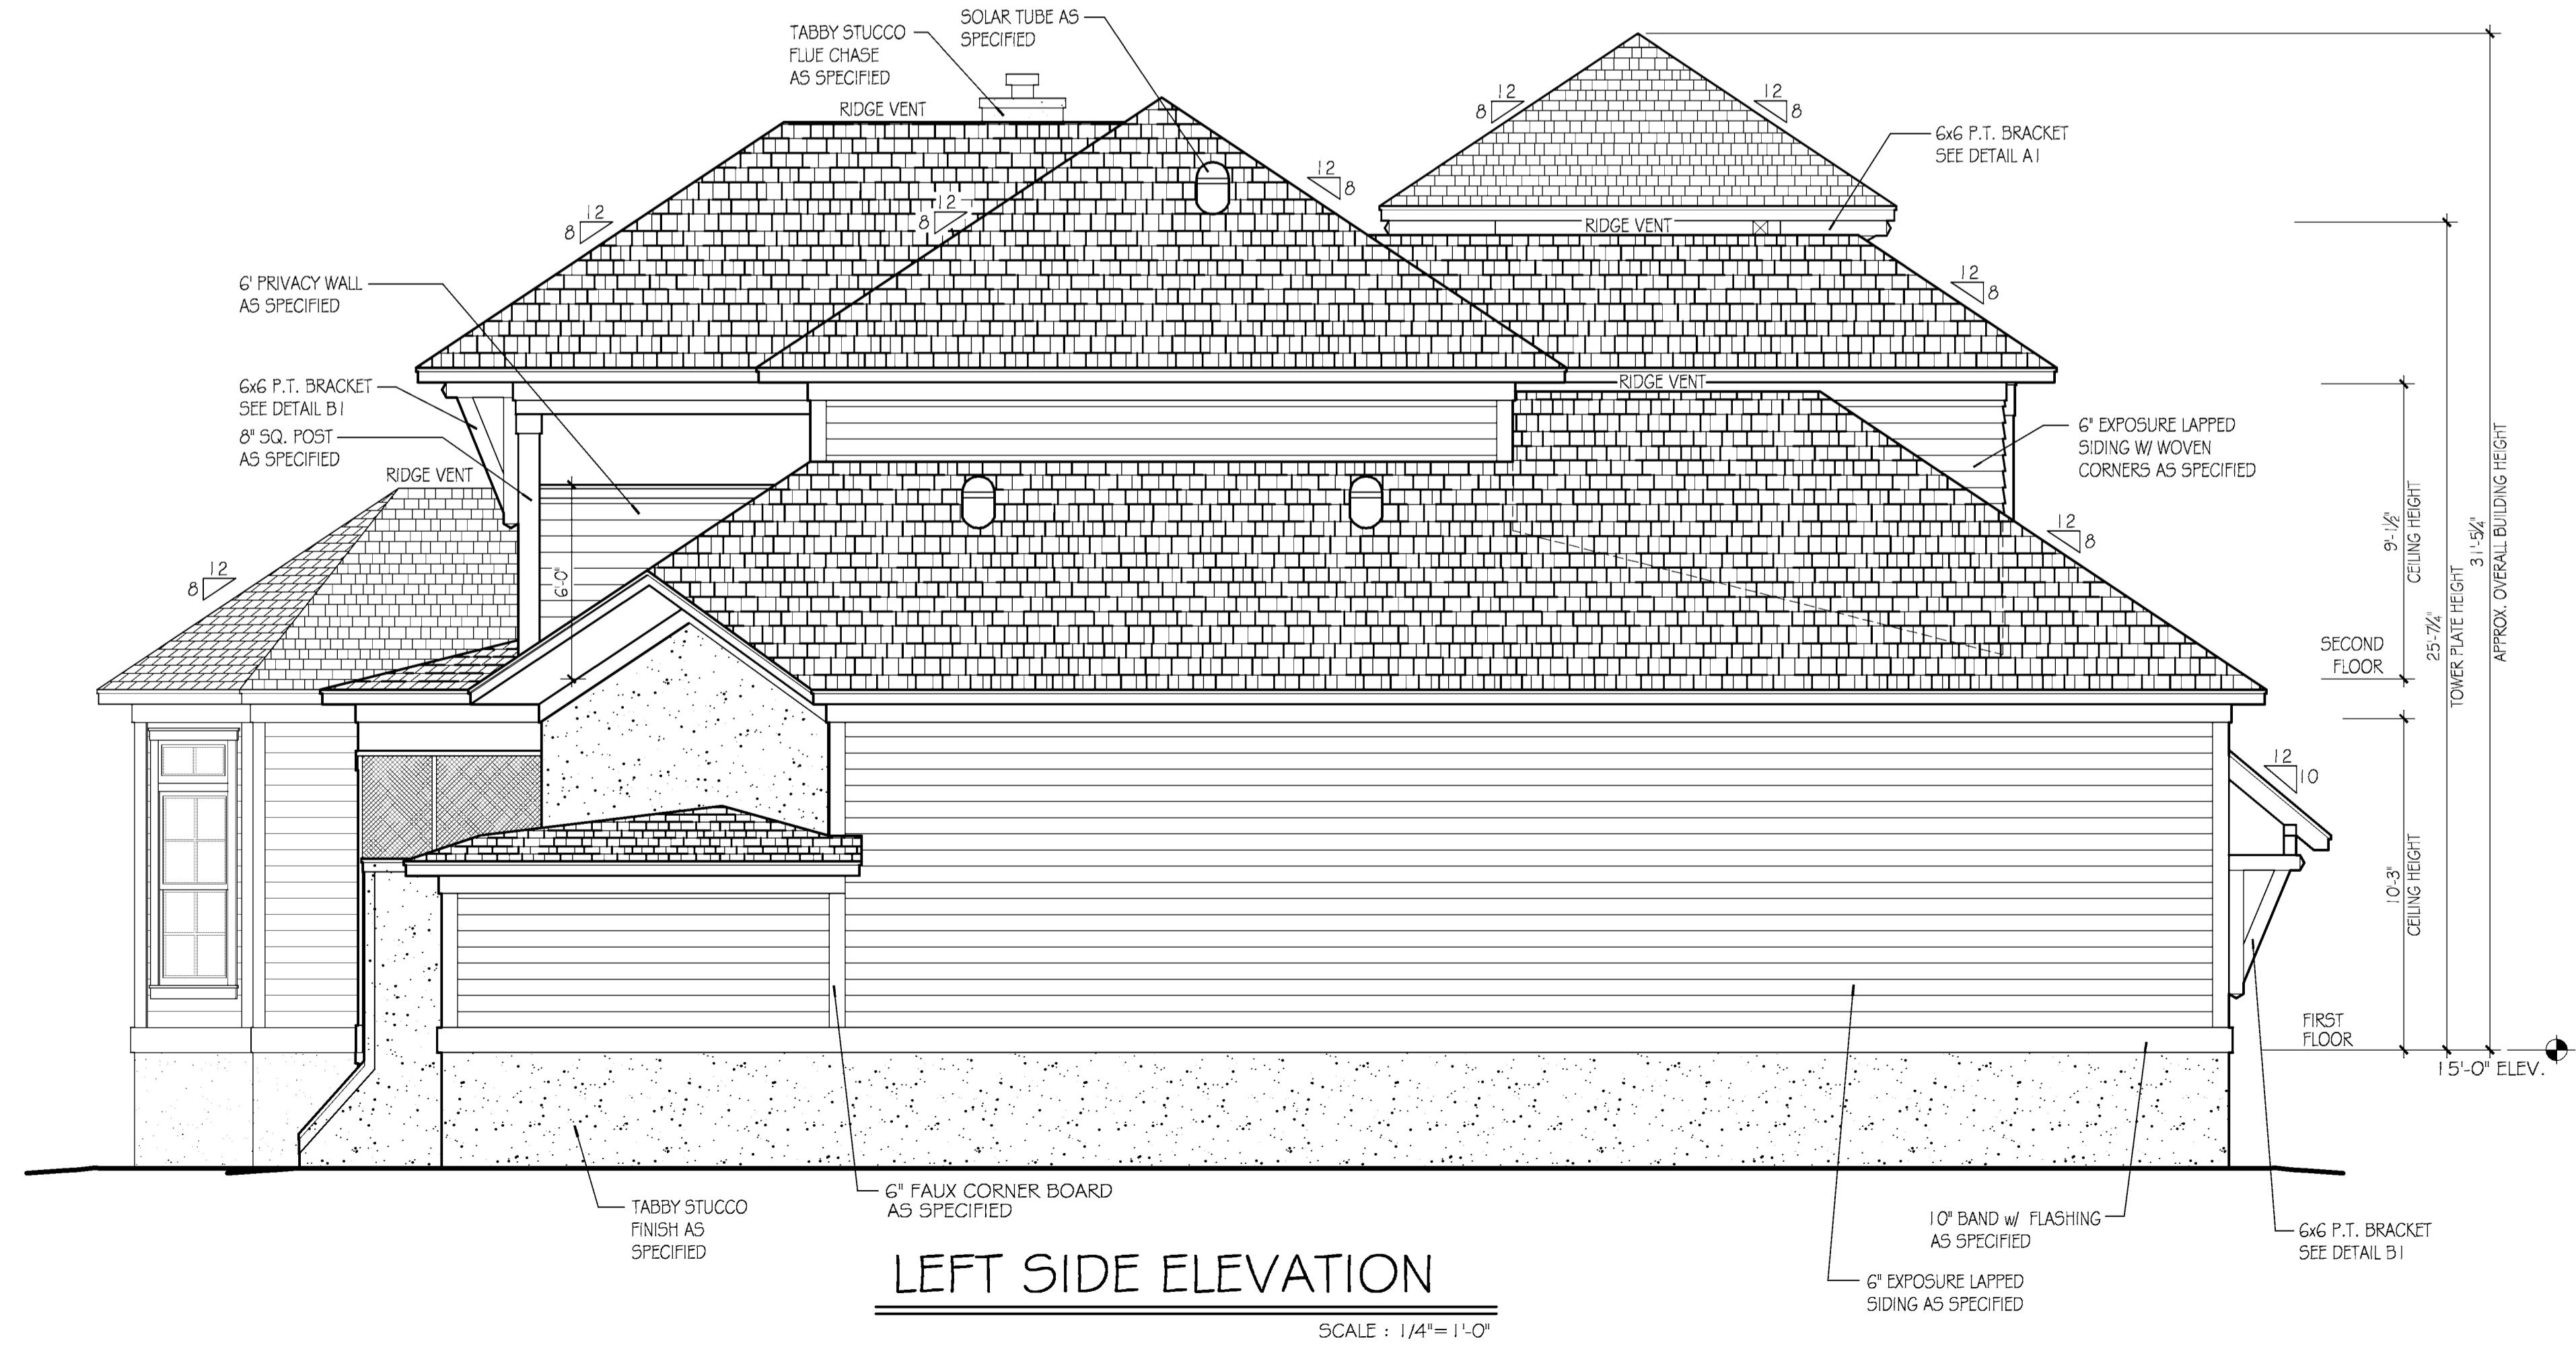 SOLAR TUBE AS
SPECIFIED
TABBY STUCCO
FLUE CHASE
AS SPECIFIED
RIDGE VENT
12
8
12
8
12
8
12
8
12
8
6x6 P.T. BRACKET
SEE DETAIL A1
RIDGE VENT
12
8
6' PRIVACY WALL
AS SPECIFIED
6x6 P.T. BRACKET
SEE DETAIL B1
8" SQ. POST
AS SPECIFIED
RIDGE VENT
RIDGE VENT
6" EXPOSURE LAPPED
SIDING W/ WOVEN
CORNERS AS SPECIFIED
12
8
12
8
6'-0"
9'-1½"
CEILING HEIGHT
SECOND
FLOOR
25'-7¼"
TOWER PLATE HEIGHT
31'-5¼"
APPROX. OVERALL BUILDING HEIGHT
12
10
10'-3"
CEILING HEIGHT
FIRST
FLOOR
15'-0" ELEV.
TABBY STUCCO
FINISH AS
SPECIFIED
6" FAUX CORNER BOARD
AS SPECIFIED
10" BAND w/ FLASHING
AS SPECIFIED
6x6 P.T. BRACKET
SEE DETAIL B1
6" EXPOSURE LAPPED
SIDING AS SPECIFIED
LEFT SIDE ELEVATION
SCALE : 1/4"= 1'-0"